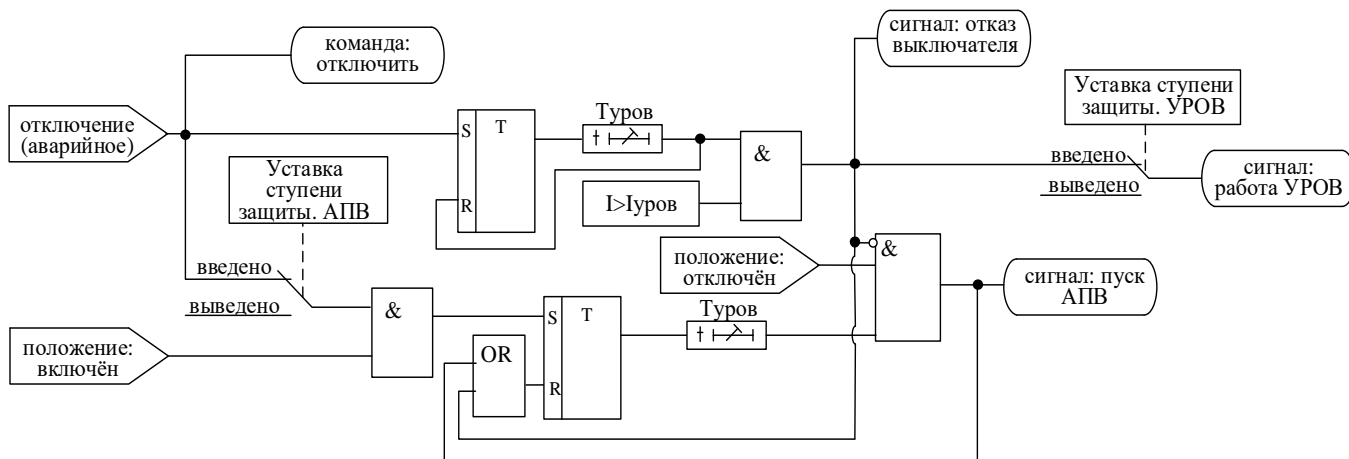 команда:
отключить
сигнал: отказ
выключателя
отключение
(аварийное)
S T
R
Туров
&
I>Iуров
Уставка ступени
защиты. УРОВ
введено
выведено
сигнал:
работа УРОВ
Уставка
ступени
защиты. АПВ
введено
выведено
положение:
включён
&
OR
S T
R
Туров
положение:
отключён
&
сигнал: пуск
АПВ